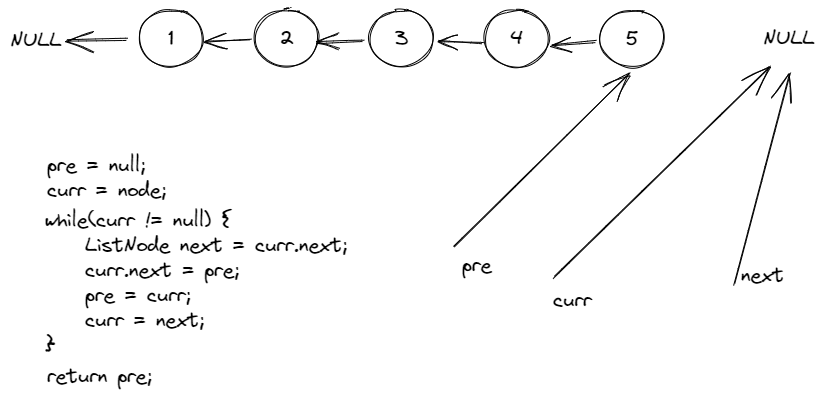 NULL 1 2 3 4 5 NULL
pre = null;
curr = node;
while(curr != null) {
ListNode next = curr.next;
curr.next = pre;
pre = curr;
curr = next;
}
return pre;
pre
curr
next